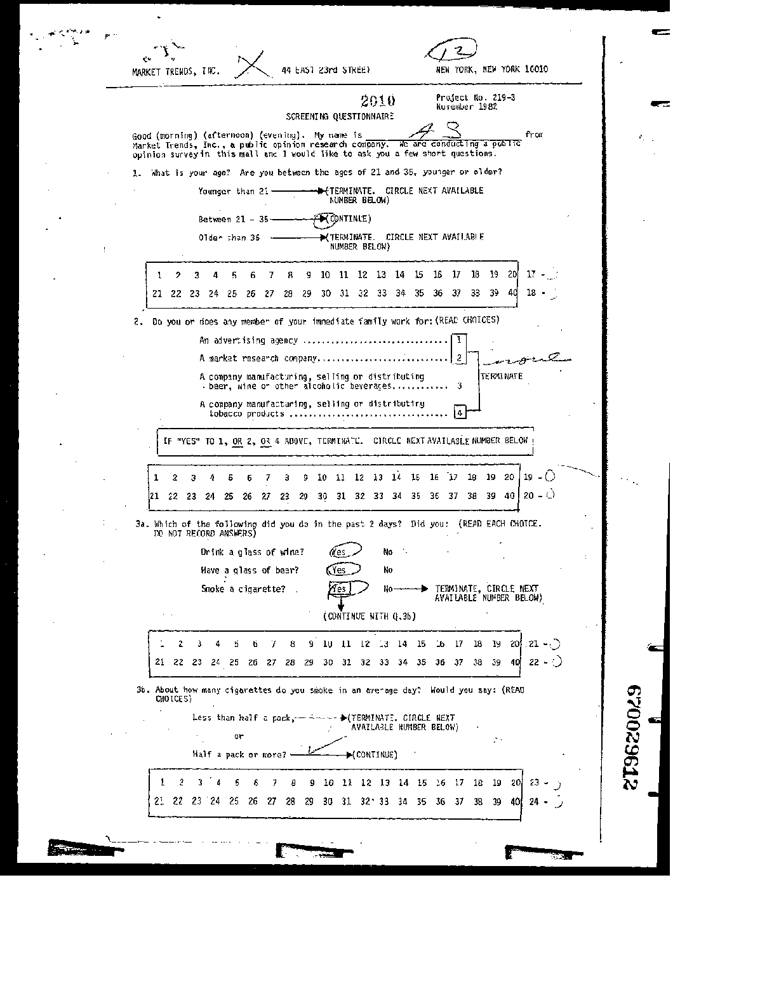 12
MARKET TRENDS, INC. X 44 EAST 23rd STREET NEW YORK, NEW YORK 10010
2010 Project No. 219-3
November 1982
SCREENING QUESTIONNAIRE
Good (morning) (afternoon) (evening). My name is from
Market Trends, Inc., a public opinion research company. We are conducting a public
opinion survey in this mall and I would like to ask you a few short questions.
1. What is your age? Are you between the ages of 21 and 35, younger or older?
Younger than 21 (TERMINATE. CIRCLE NEXT AVAILABLE
NUMBER BELOW)
Between 21 - 35 (CONTINUE)
Older than 35 (TERMINATE. CIRCLE NEXT AVAILABLE
NUMBER BELOW)
1 2 3 4 5 6 7 8 9 10 11 12 13 14 15 16 17 18 19 20 17 -
21 22 23 24 25 26 27 28 29 30 31 32 33 34 35 36 37 38 39 40 18 -
2. Do you or does any member of your immediate family work for: (READ CHOICES)
An advertising agency .............................. 1
A market research company........................... 2 none
A company manufacturing, selling or distributing TERMINATE
beer, wine or other alcoholic beverages............ 3
A company manufacturing, selling or distributing
tobacco products ................................. 4
IF "YES" TO 1, OR 2, OR 4 ABOVE, TERMINATE. CIRCLE NEXT AVAILABLE NUMBER BELOW
1 2 3 4 5 6 7 8 9 10 11 12 13 14 15 16 17 18 19 20 19 -
21 22 23 24 25 26 27 28 29 30 31 32 33 34 35 36 37 38 39 40 20 -
3a. Which of the following did you do in the past 2 days? Did you: (READ EACH CHOICE.
DO NOT RECORD ANSWERS)
Drink a glass of wine? Yes No
Have a glass of beer? Yes No
Smoke a cigarette? Yes No TERMINATE, CIRCLE NEXT
AVAILABLE NUMBER BELOW)
(CONTINUE WITH Q.3b)
1 2 3 4 5 6 7 8 9 10 11 12 13 14 15 16 17 18 19 20 21 -
21 22 23 24 25 26 27 28 29 30 31 32 33 34 35 36 37 38 39 40 22 -
3b. About how many cigarettes do you smoke in an average day? Would you say: (READ
CHOICES)
Less than half a pack, (TERMINATE. CIRCLE NEXT
AVAILABLE NUMBER BELOW)
or
Half a pack or more? (CONTINUE)
1 2 3 4 5 6 7 8 9 10 11 12 13 14 15 16 17 18 19 20 23 -
21 22 23 24 25 26 27 28 29 30 31 32 33 34 35 36 37 38 39 40 24 -
670029612